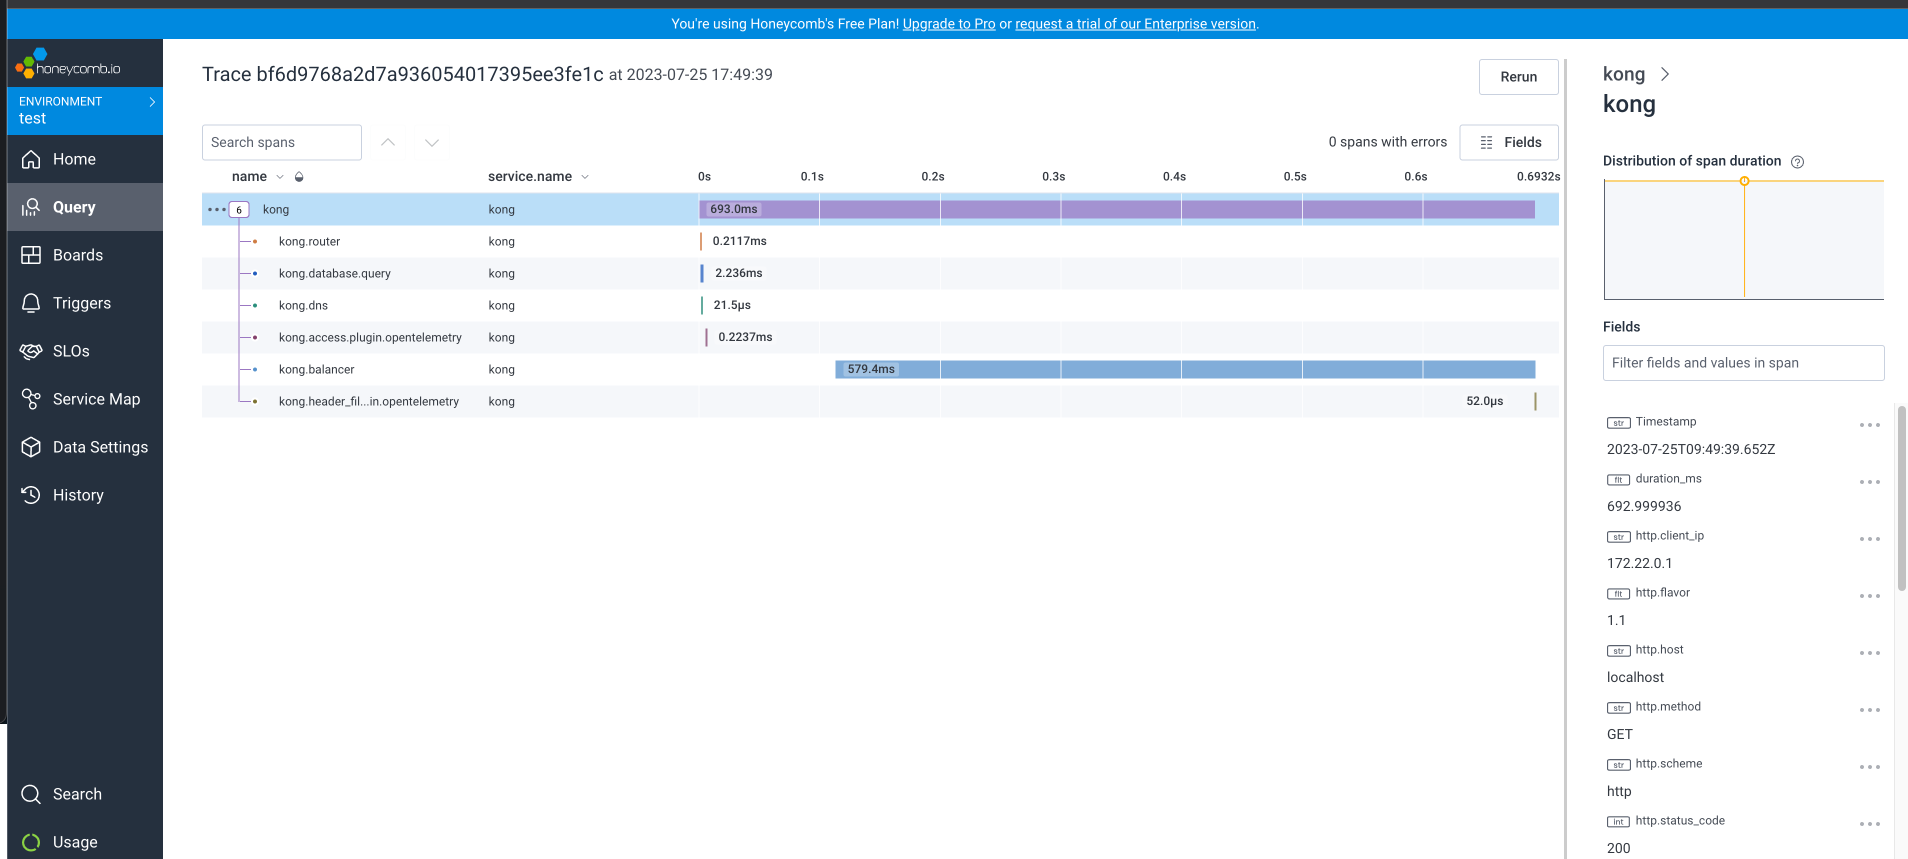 You're using Honeycomb's Free Plan! Upgrade to Pro or request a trial of our Enterprise version.
honeycomb.io
ENVIRONMENT
test
Home
Query
Boards
Triggers
SLOs
Service Map
Data Settings
History
Search
Usage
Trace bf6d9768a2d7a936054017395ee3fe1c at 2023-07-25 17:49:39
Rerun
Search spans
0 spans with errors
Fields
name service.name 0s 0.1s 0.2s 0.3s 0.4s 0.5s 0.6s 0.6932s
6 kong kong 693.0ms
kong.router kong 0.2117ms
kong.database.query kong 2.236ms
kong.dns kong 21.5μs
kong.access.plugin.opentelemetry kong 0.2237ms
kong.balancer kong 579.4ms
kong.header_fil...in.opentelemetry kong 52.0μs
kong
kong
Distribution of span duration
Fields
Filter fields and values in span
str Timestamp
2023-07-25T09:49:39.652Z
flt duration_ms
692.999936
str http.client_ip
172.22.0.1
flt http.flavor
1.1
str http.host
localhost
str http.method
GET
str http.scheme
http
int http.status_code
200